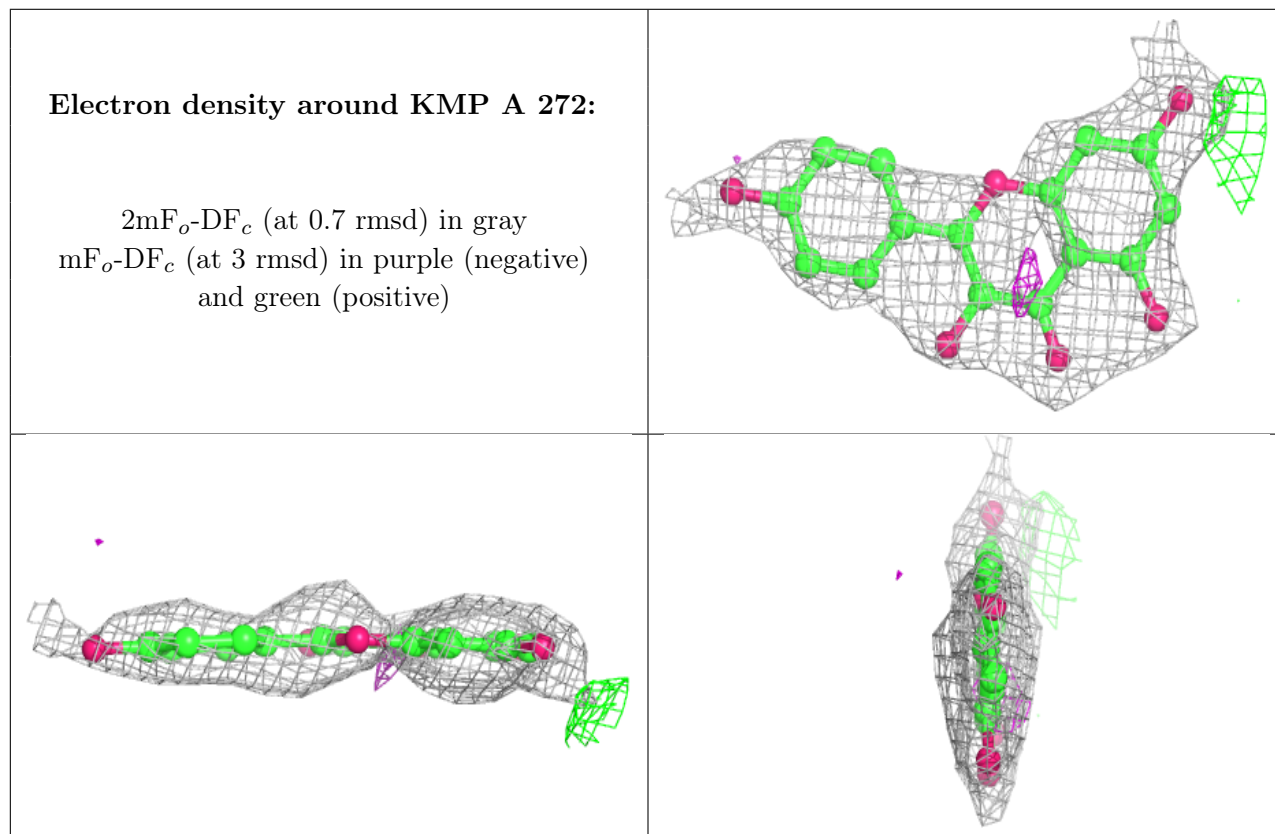 Electron density around KMP A 272:
2mFo-DFc (at 0.7 rmsd) in gray
mFo-DFc (at 3 rmsd) in purple (negative)
and green (positive)